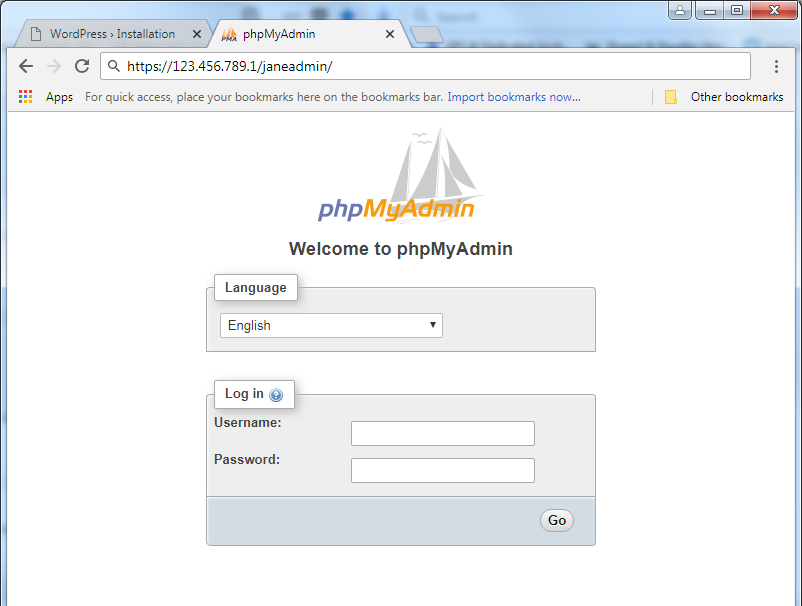 WordPress › Installation
phpMyAdmin
https://123.456.789.1/janeadmin/
Apps For quick access, place your bookmarks here on the bookmarks bar. Import bookmarks now... Other bookmarks
phpMyAdmin
Welcome to phpMyAdmin
Language
English
Log in
Username:
Password:
Go